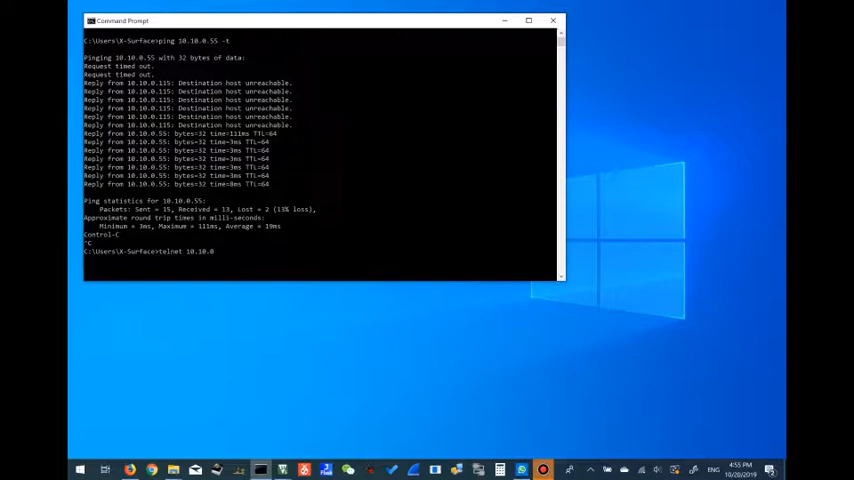 Command Prompt
C:\Users\X-Surface>ping 10.10.0.55 -t
Pinging 10.10.0.55 with 32 bytes of data:
Request timed out.
Request timed out.
Reply from 10.10.0.115: Destination host unreachable.
Reply from 10.10.0.115: Destination host unreachable.
Reply from 10.10.0.115: Destination host unreachable.
Reply from 10.10.0.115: Destination host unreachable.
Reply from 10.10.0.115: Destination host unreachable.
Reply from 10.10.0.115: Destination host unreachable.
Reply from 10.10.0.55: bytes=32 time=111ms TTL=64
Reply from 10.10.0.55: bytes=32 time=3ms TTL=64
Reply from 10.10.0.55: bytes=32 time=3ms TTL=64
Reply from 10.10.0.55: bytes=32 time=3ms TTL=64
Reply from 10.10.0.55: bytes=32 time=3ms TTL=64
Reply from 10.10.0.55: bytes=32 time=3ms TTL=64
Reply from 10.10.0.55: bytes=32 time=8ms TTL=64
Ping statistics for 10.10.0.55:
Packets: Sent = 15, Received = 13, Lost = 2 (13% loss),
Approximate round trip times in milli-seconds:
Minimum = 3ms, Maximum = 111ms, Average = 19ms
Control-C
^C
C:\Users\X-Surface>telnet 10.10.0
ENG
4:55 PM
10/20/2019
2